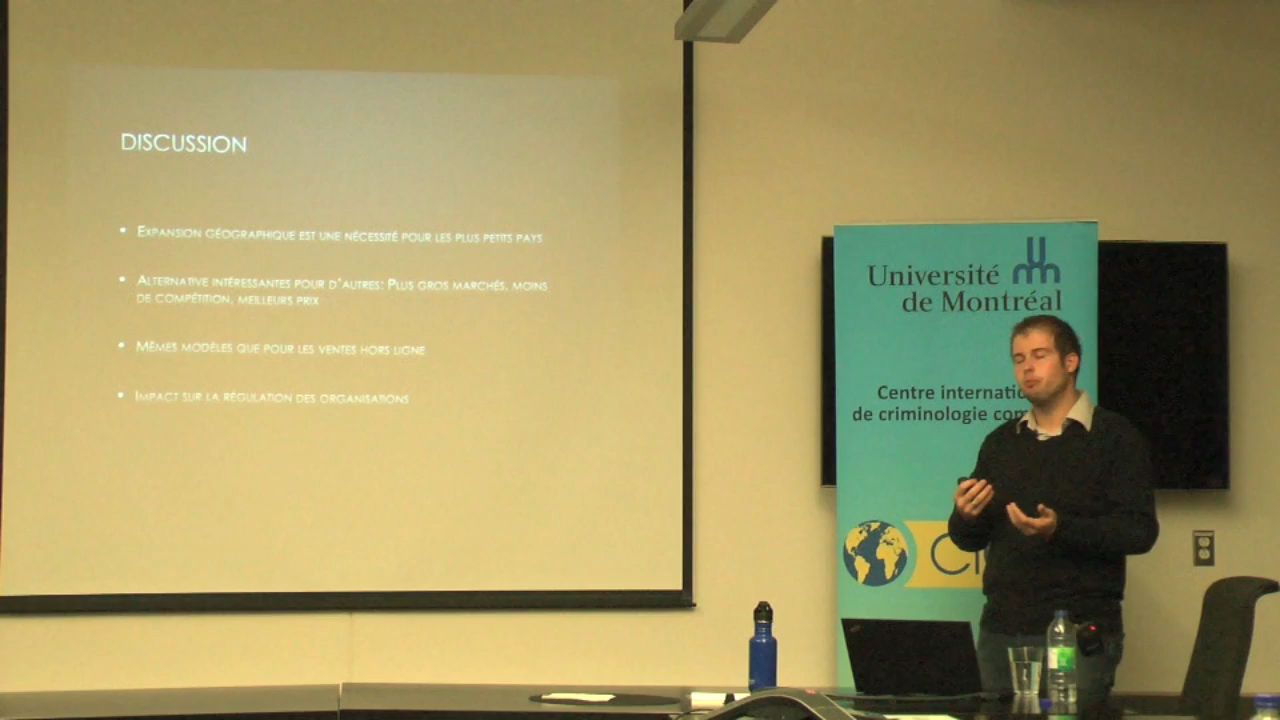 DISCUSSION
• EXPANSION GÉOGRAPHIQUE EST UNE NÉCESSITÉ POUR LES PLUS PETITS PAYS
• ALTERNATIVE INTÉRESSANTES POUR D'AUTRES: PLUS GROS MARCHÉS, MOINS
DE COMPÉTITION, MEILLEURS PRIX
• MÊMES MODÈLES QUE POUR LES VENTES HORS LIGNE
• IMPACT SUR LA RÉGULATION DES ORGANISATIONS
Université
de Montréal
Centre
de criminologie